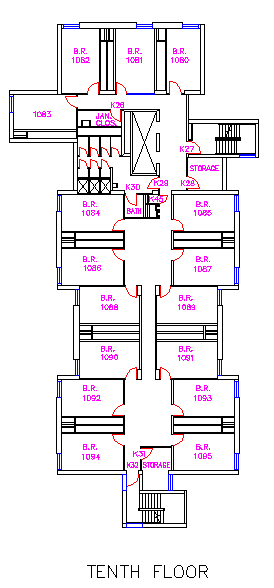 B.R. B.R. B.R.
1082 1081 1080
1083
K26
JAN.
CLOS.
K27
STORAGE
K29
K28
K30
B.R. B.R.
1084 1085
BATH
B.R. B.R.
1086 1087
B.R. B.R.
1088 1089
B.R. B.R.
1090 1091
B.R. B.R.
1092 1093
B.R. B.R.
1094 1095
K31
K32 STORAGE
TENTH FLOOR